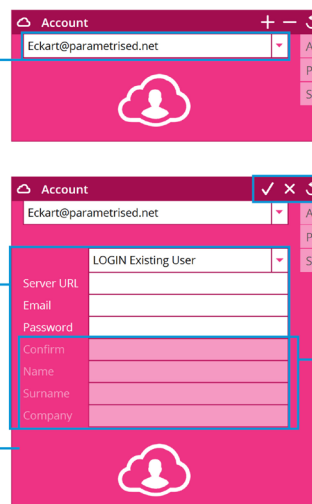 Account
Eckart@parametrised.net
A
P
S
Account
Eckart@parametrised.net
A
P
S
LOGIN Existing User
Server URL
Email
Password
Confirm
Name
Surname
Company